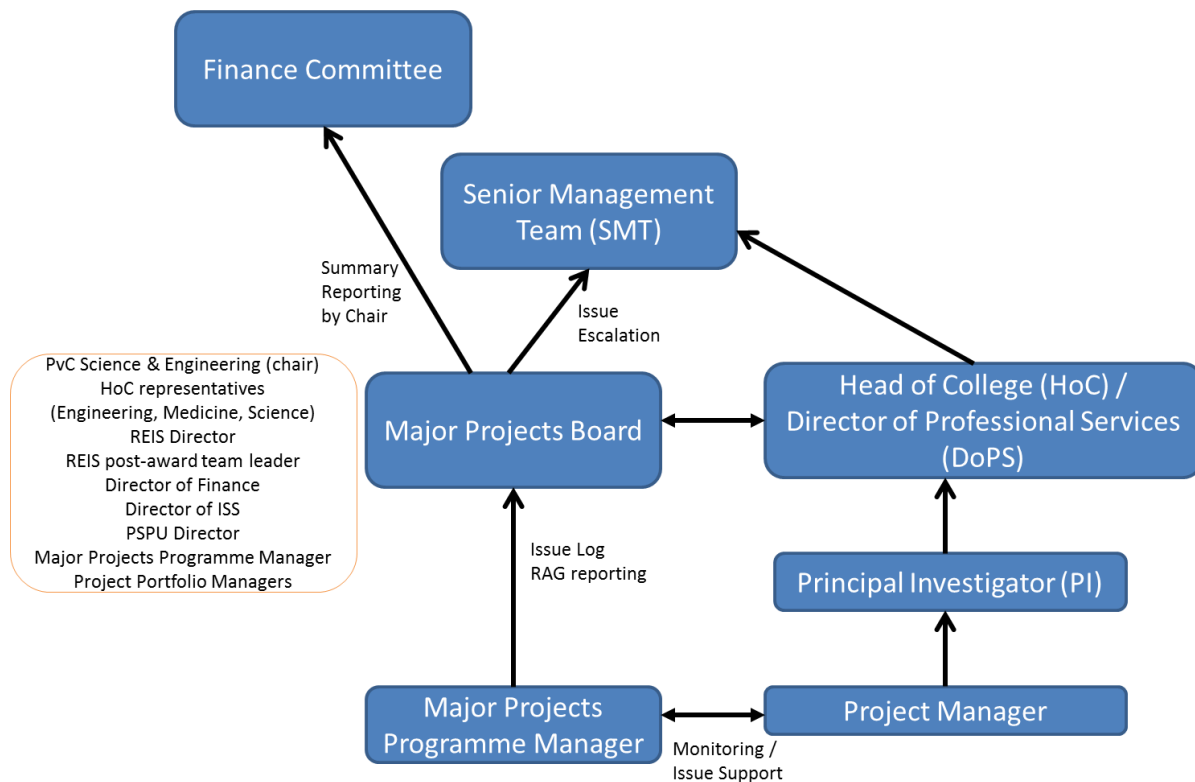 Finance Committee
Senior Management
Team (SMT)
Summary
Reporting
by Chair
Issue
Escalation
PvC Science & Engineering (chair)
HoC representatives
(Engineering, Medicine, Science)
REIS Director
REIS post-award team leader
Director of Finance
Director of ISS
PSPU Director
Major Projects Programme Manager
Project Portfolio Managers
Major Projects Board
Head of College (HoC) /
Director of Professional Services
(DoPS)
Issue Log
RAG reporting
Principal Investigator (PI)
Major Projects
Programme Manager
Monitoring /
Issue Support
Project Manager